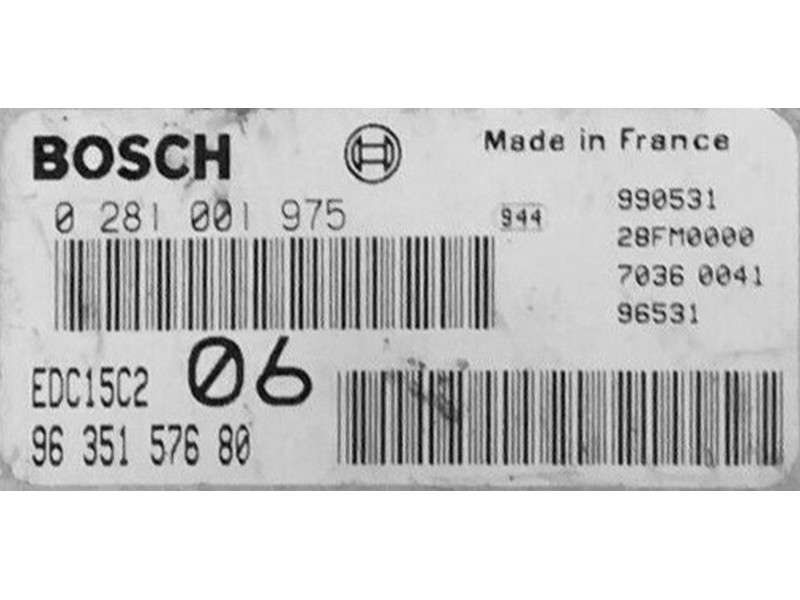 BOSCH
Made in France
0 281 001 975
944
990531
28FM0000
7036 0041
96531
EDC15C2
06
96 351 576 80